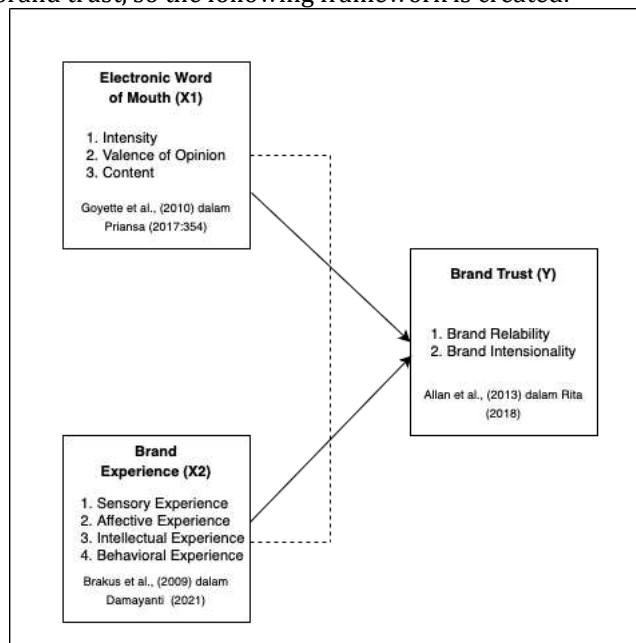 brand trust, so the following framework is created:
Electronic Word
of Mouth (X1)
1. Intensity
2. Valence of Opinion
3. Content
Goyette et al., (2010) dalam
Priansa (2017:354)
Brand Trust (Y)
1. Brand Relability
2. Brand Intensionality
Allan et al., (2013) dalam Rita
(2018)
Brand
Experience (X2)
1. Sensory Experience
2. Affective Experience
3. Intellectual Experience
4. Behavioral Experience
Brakus et al., (2009) dalam
Damayanti (2021)